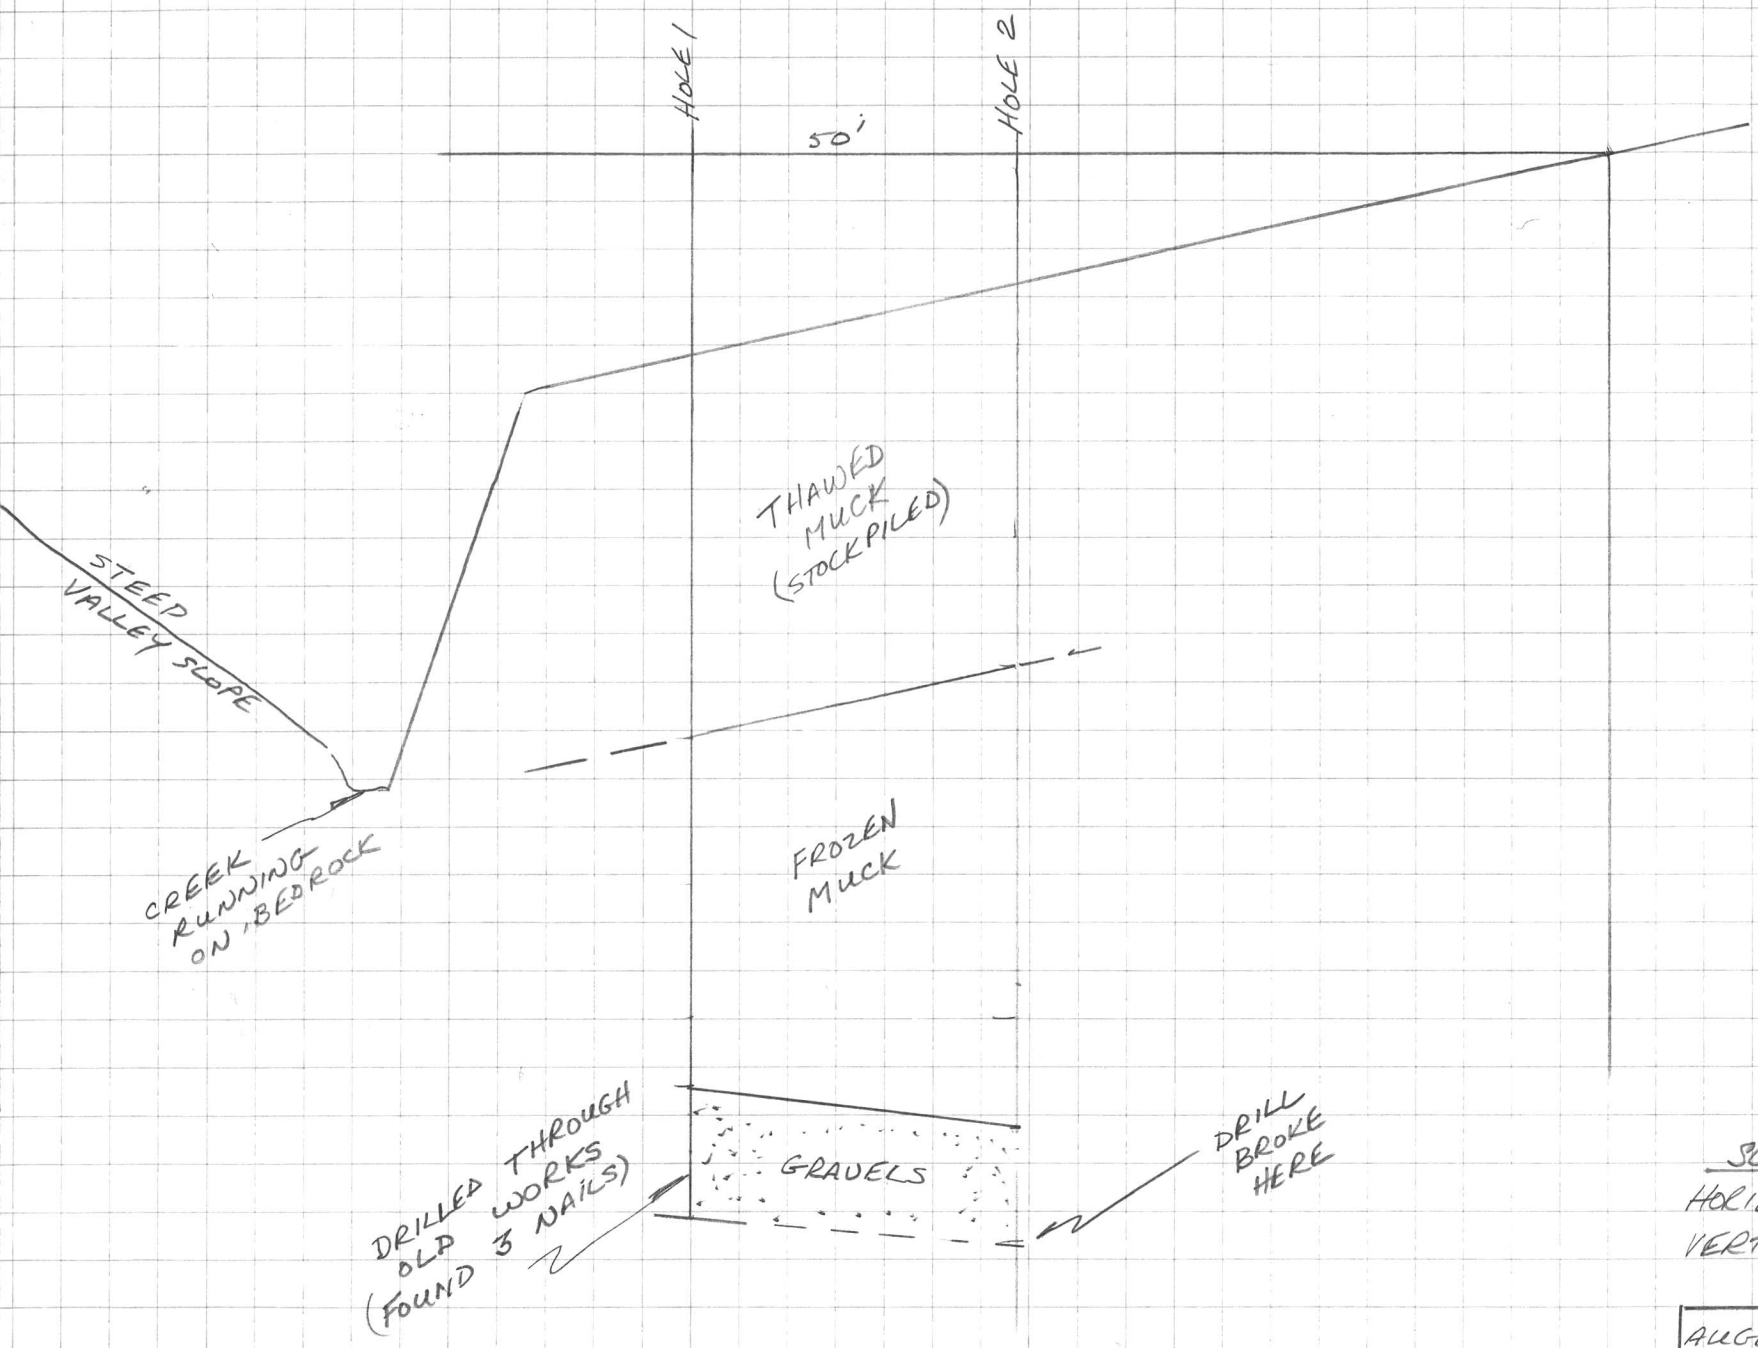 HOLE 1
HOLE 2
50'
THAWED
MUCK
(STOCKPILED)
STEEP
VALLEY SLOPE
CREEK
RUNNING
ON BEDROCK
FROZEN
MUCK
DRILLED THROUGH
OLD WORKS
(FOUND 3 NAILS)
GRAVELS
DRILL
BROKE
HERE